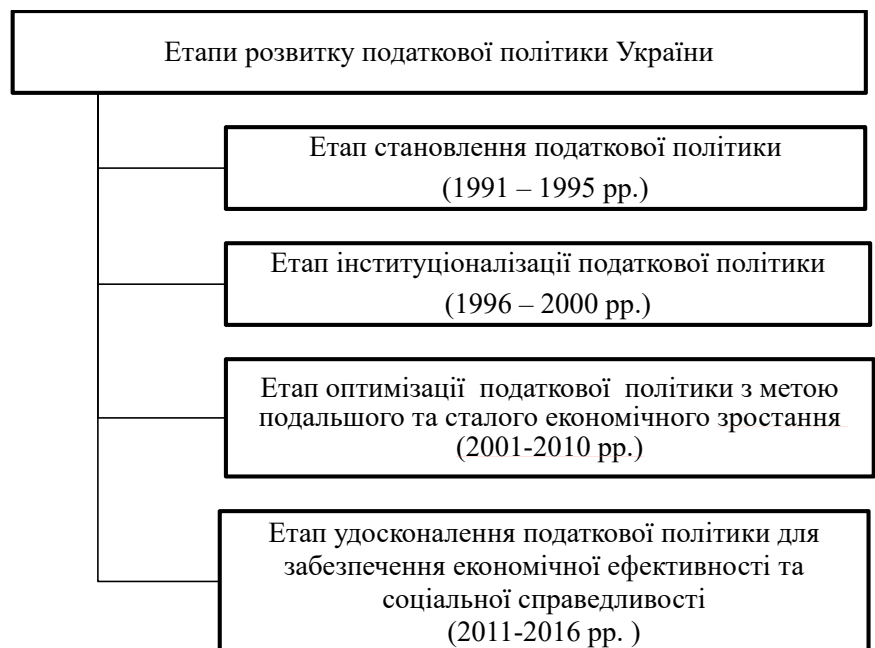 Етапи розвитку податкової політики України
Етап становлення податкової політики
(1991 – 1995 рр.)
Етап інституціоналізації податкової політики
(1996 – 2000 рр.)
Етап оптимізації податкової політики з метою
подальшого та сталого економічного зростання
(2001-2010 рр.)
Етап удосконалення податкової політики для
забезпечення економічної ефективності та
соціальної справедливості
(2011-2016 рр. )